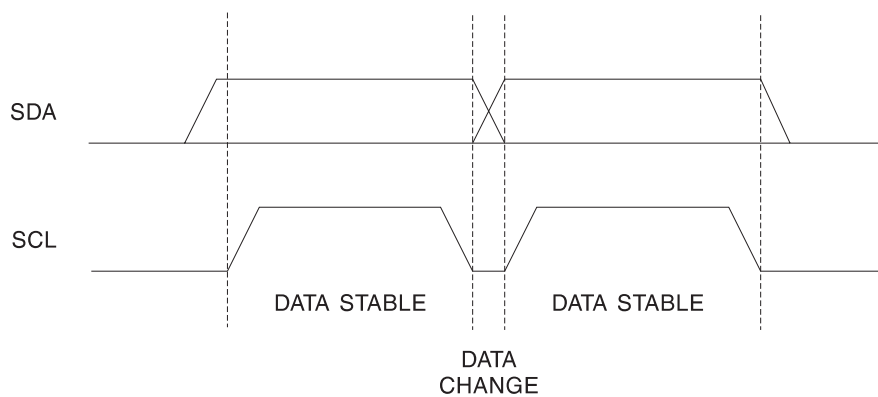 SDA
SCL
DATA STABLE
DATA STABLE
DATA
CHANGE